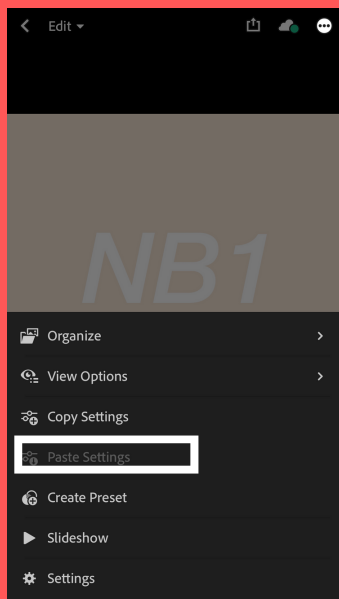 Edit
NB1
Organize
View Options
Copy Settings
Paste Settings
Create Preset
Slideshow
Settings